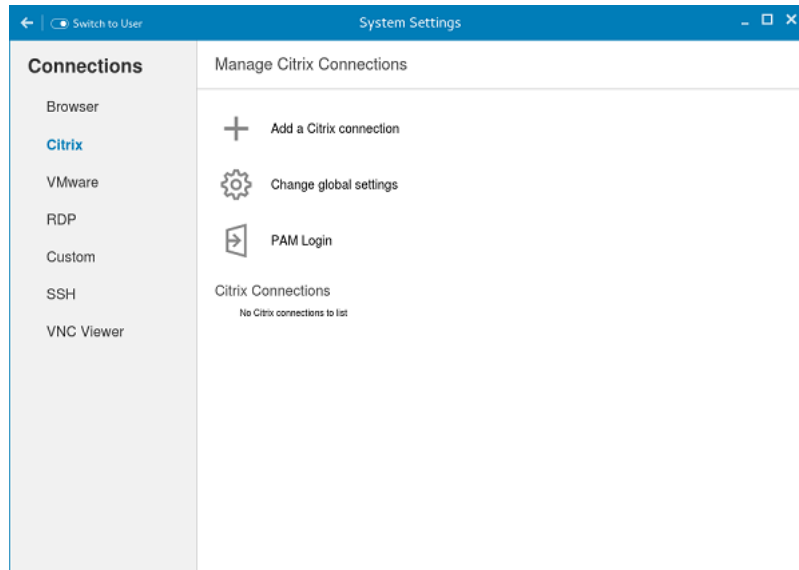 Switch to User
System Settings
Connections
Browser
Citrix
VMware
RDP
Custom
SSH
VNC Viewer
Manage Citrix Connections
Add a Citrix connection
Change global settings
PAM Login
Citrix Connections
No Citrix connections to list